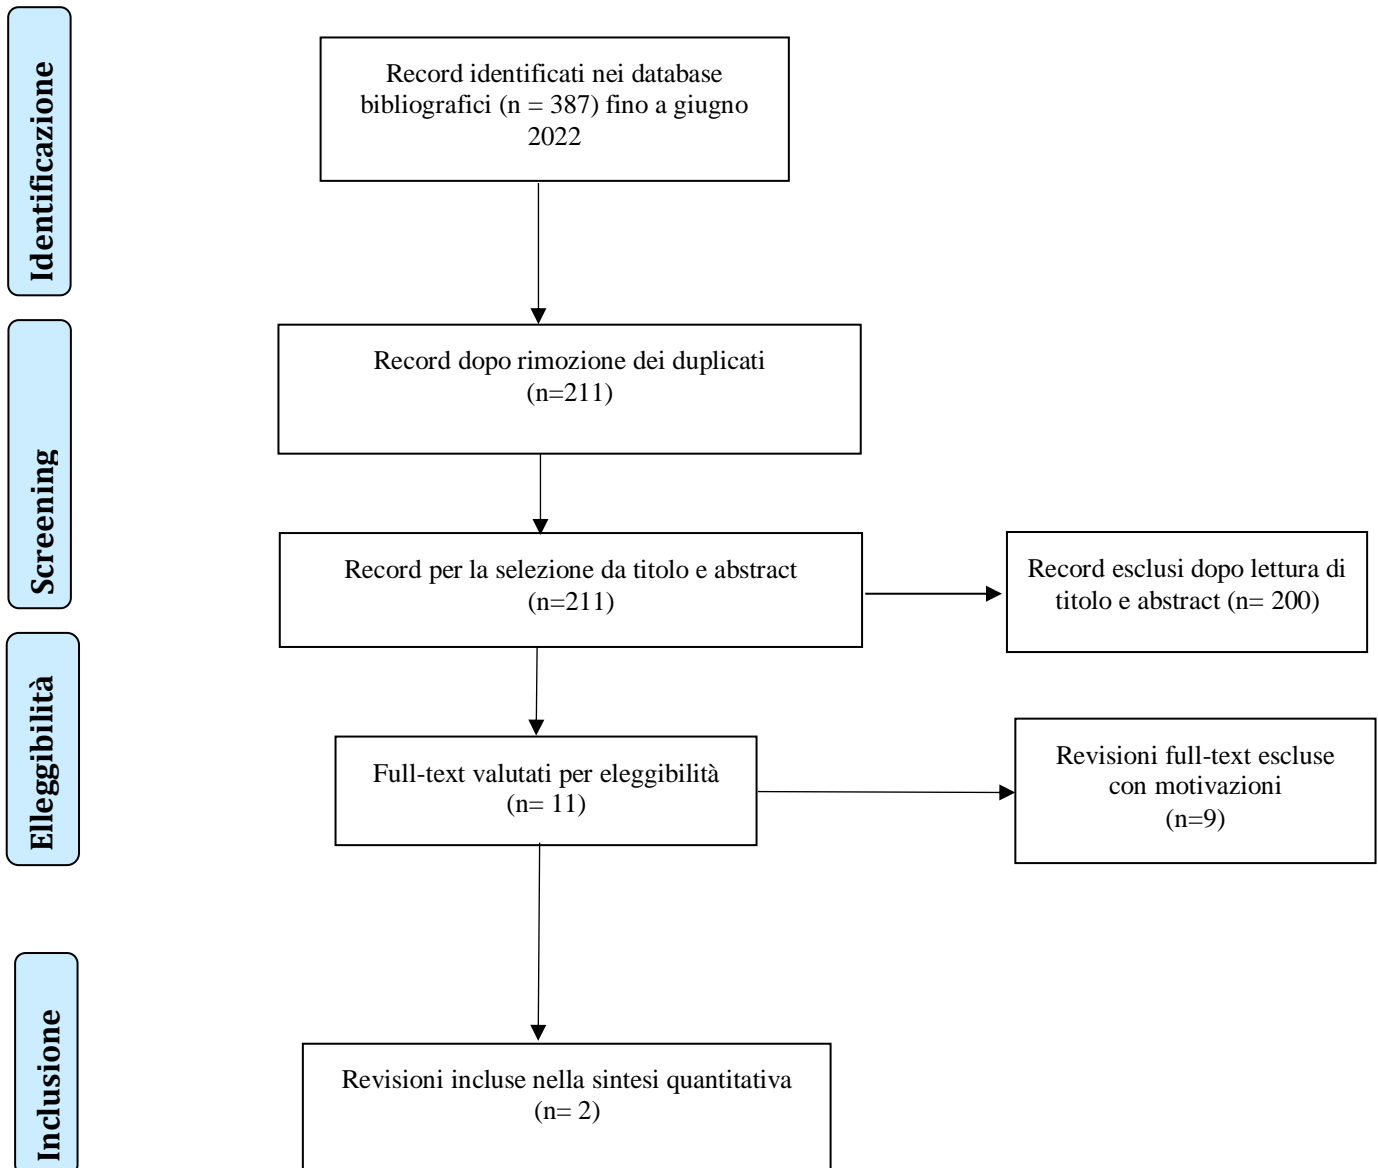 Identificazione
Record identificati nei database
bibliografici (n = 387) fino a giugno
2022
Screening
Record dopo rimozione dei duplicati
(n=211)
Record per la selezione da titolo e abstract
(n=211)
Record esclusi dopo lettura di
titolo e abstract (n= 200)
Elleggibilità
Full-text valutati per eleggibilità
(n= 11)
Revisioni full-text escluse
con motivazioni
(n=9)
Inclusione
Revisioni incluse nella sintesi quantitativa
(n= 2)